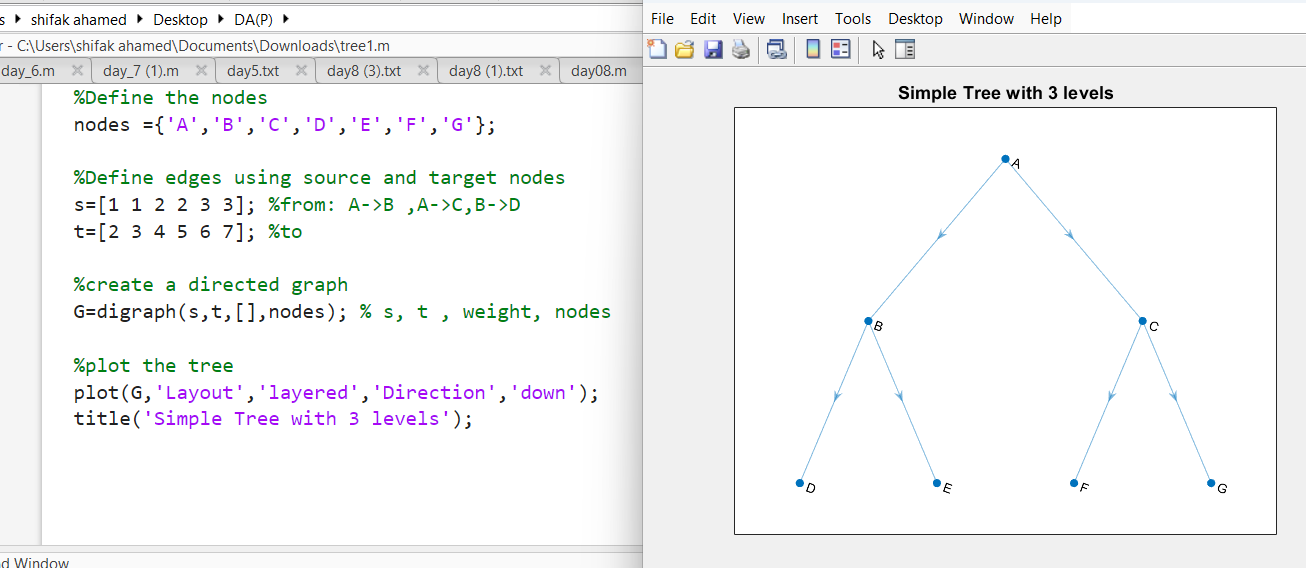 s ▸ shifak ahamed ▸ Desktop ▸ DA(P) ▸
r - C:\Users\shifak ahamed\Documents\Downloads\tree1.m
day_6.m × day_7 (1).m × day5.txt × day8 (3).txt × day8 (1).txt × day08.m
%Define the nodes
nodes ={'A','B','C','D','E','F','G'};
%Define edges using source and target nodes
s=[1 1 2 2 3 3]; %from: A->B ,A->C,B->D
t=[2 3 4 5 6 7]; %to
%create a directed graph
G=digraph(s,t,[],nodes); % s, t , weight, nodes
%plot the tree
plot(G,'Layout','layered','Direction','down');
title('Simple Tree with 3 levels');
d Window
File Edit View Insert Tools Desktop Window Help
Simple Tree with 3 levels
A
B C
D E F G